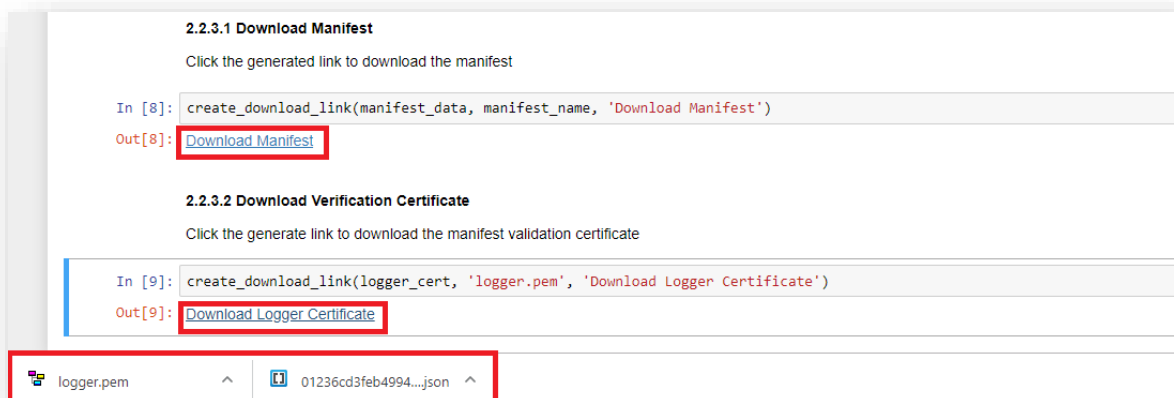 2.2.3.1 Download Manifest
Click the generated link to download the manifest
In [8]: create_download_link(manifest_data, manifest_name, 'Download Manifest')
Out[8]: Download Manifest
2.2.3.2 Download Verification Certificate
Click the generate link to download the manifest validation certificate
In [9]: create_download_link(logger_cert, 'logger.pem', 'Download Logger Certificate')
Out[9]: Download Logger Certificate
logger.pem 01236cd3feb4994....json